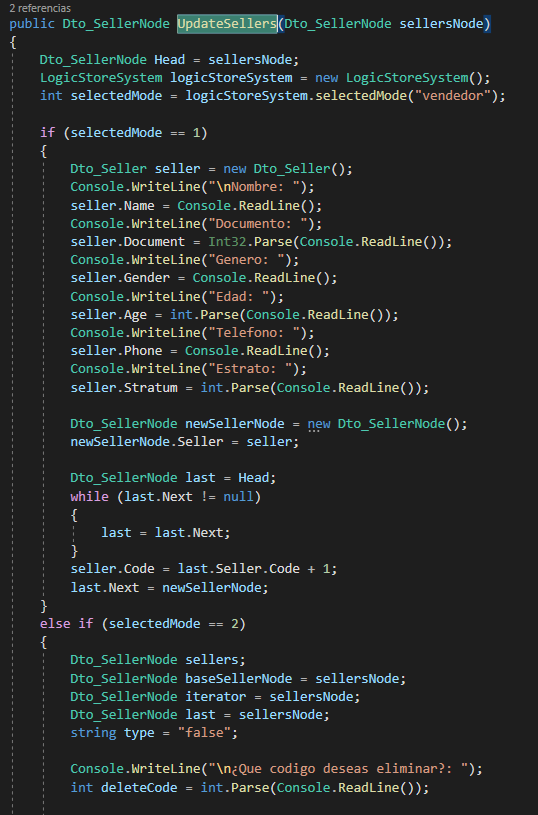 2 referencias
public Dto_SellerNode UpdateSellers(Dto_SellerNode sellersNode)
{
    Dto_SellerNode Head = sellersNode;
    LogicStoreSystem logicStoreSystem = new LogicStoreSystem();
    int selectedMode = logicStoreSystem.selectedMode("vendedor");

    if (selectedMode == 1)
    {
        Dto_Seller seller = new Dto_Seller();
        Console.WriteLine("\nNombre: ");
        seller.Name = Console.ReadLine();
        Console.WriteLine("Documento: ");
        seller.Document = Int32.Parse(Console.ReadLine());
        Console.WriteLine("Genero: ");
        seller.Gender = Console.ReadLine();
        Console.WriteLine("Edad: ");
        seller.Age = int.Parse(Console.ReadLine());
        Console.WriteLine("Telefono: ");
        seller.Phone = Console.ReadLine();
        Console.WriteLine("Estrato: ");
        seller.Stratum = int.Parse(Console.ReadLine());

        Dto_SellerNode newSellerNode = new Dto_SellerNode();
        newSellerNode.Seller = seller;

        Dto_SellerNode last = Head;
        while (last.Next != null)
        {
            last = last.Next;
        }
        seller.Code = last.Seller.Code + 1;
        last.Next = newSellerNode;
    }
    else if (selectedMode == 2)
    {
        Dto_SellerNode sellers;
        Dto_SellerNode baseSellerNode = sellersNode;
        Dto_SellerNode iterator = sellersNode;
        Dto_SellerNode last = sellersNode;
        string type = "false";

        Console.WriteLine("\n¿Que codigo deseas eliminar?: ");
        int deleteCode = int.Parse(Console.ReadLine());